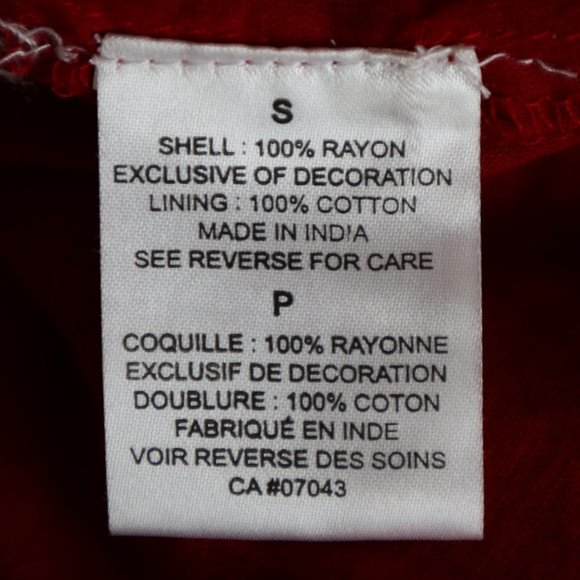 S
SHELL : 100% RAYON
EXCLUSIVE OF DECORATION
LINING : 100% COTTON
MADE IN INDIA
SEE REVERSE FOR CARE
P
COQUILLE : 100% RAYONNE
EXCLUSIF DE DECORATION
DOUBLURE : 100% COTON
FABRIQUÉ EN INDE
VOIR REVERSE DES SOINS
CA #07043